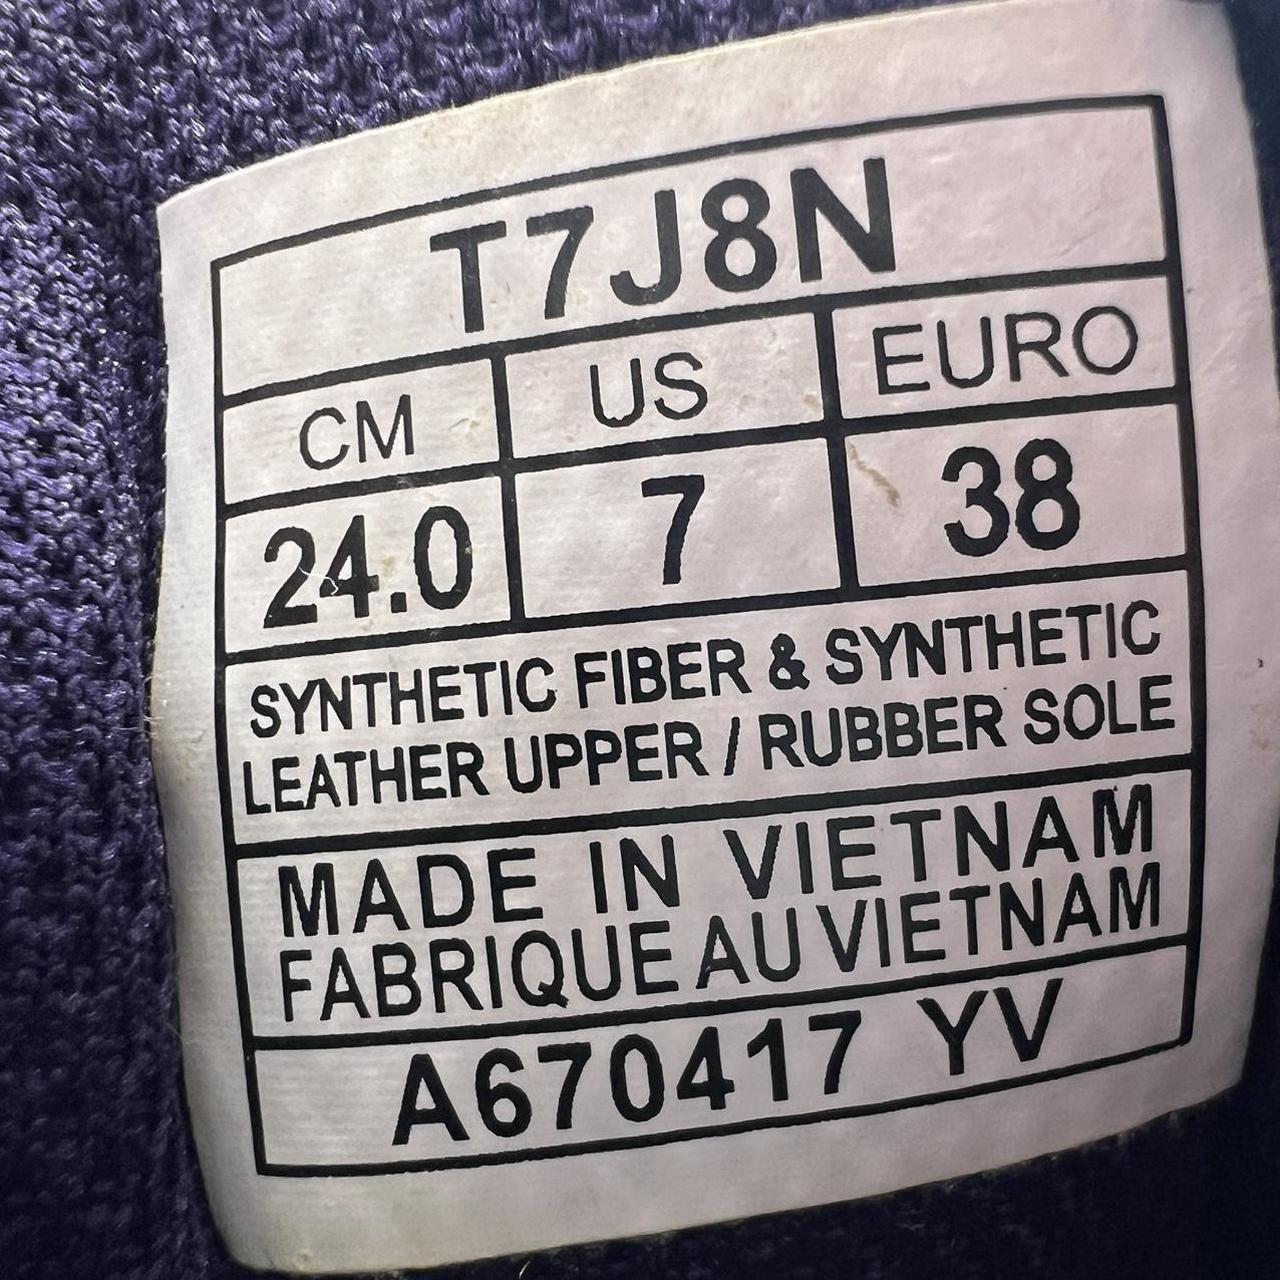 T7J8N
CM US EURO
24.0 7 38
SYNTHETIC FIBER & SYNTHETIC
LEATHER UPPER / RUBBER SOLE
MADE IN VIETNAM
FABRIQUE AU VIETNAM
A670417 YV